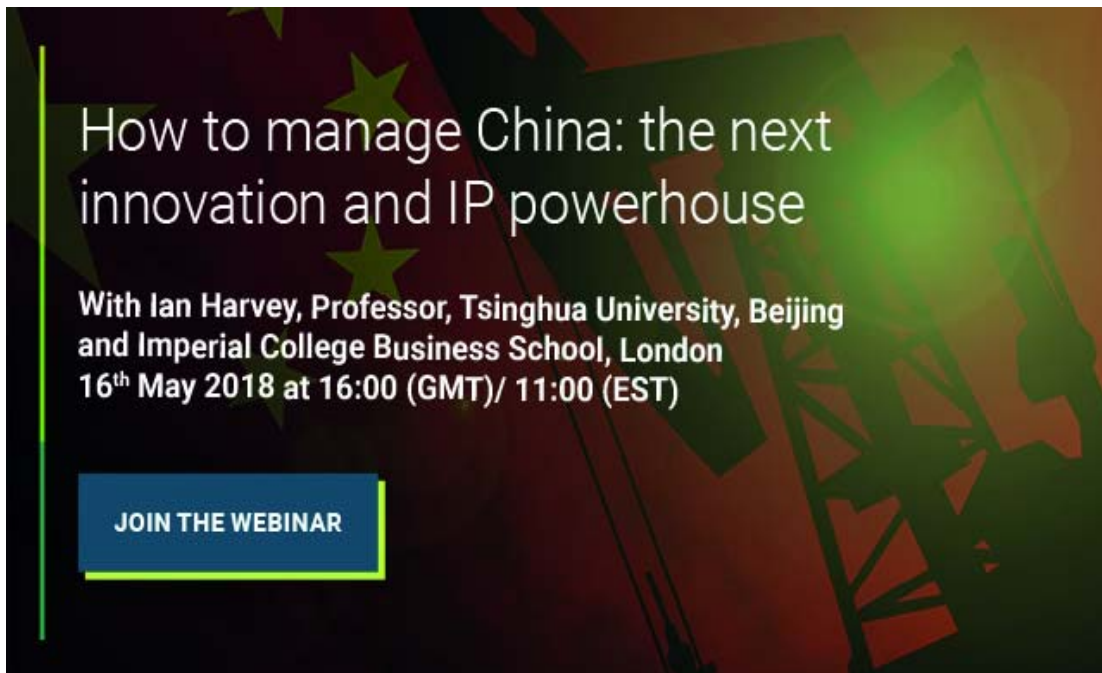 How to manage China: the next
innovation and IP powerhouse
With Ian Harvey, Professor, Tsinghua University, Beijing
and Imperial College Business School, London
16th May 2018 at 16:00 (GMT)/ 11:00 (EST)
JOIN THE WEBINAR